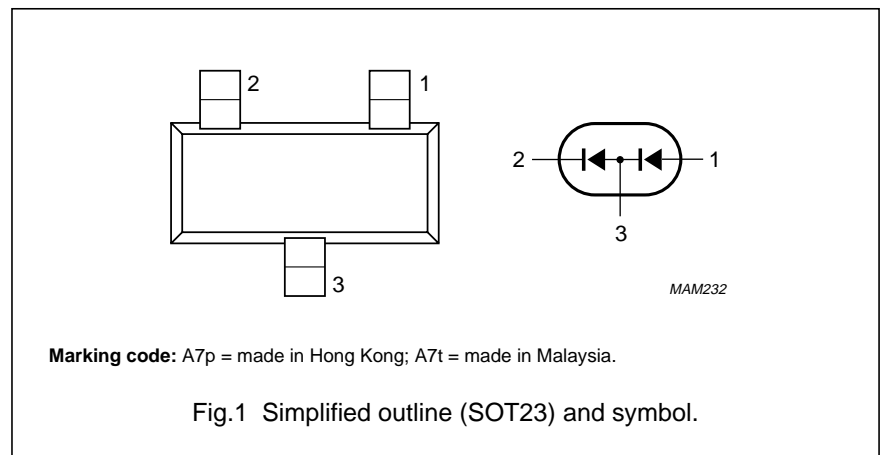 2 1
3
2 1
3
MAM232
Marking code: A7p = made in Hong Kong; A7t = made in Malaysia.
Fig.1 Simplified outline (SOT23) and symbol.